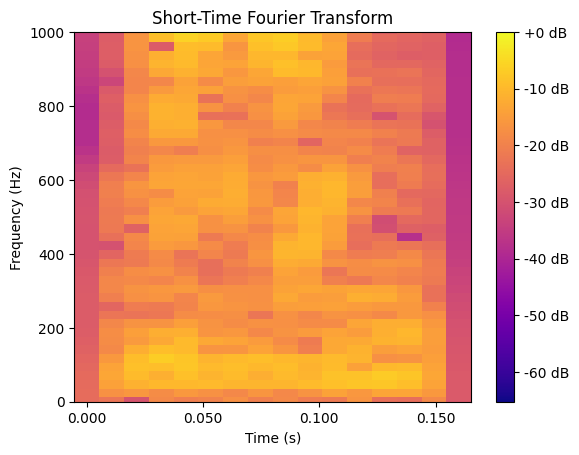 Short-Time Fourier Transform
1000
800
600
400
200
0
Frequency (Hz)
0.000
0.050
0.100
0.150
Time (s)
+0 dB
-10 dB
-20 dB
-30 dB
-40 dB
-50 dB
-60 dB